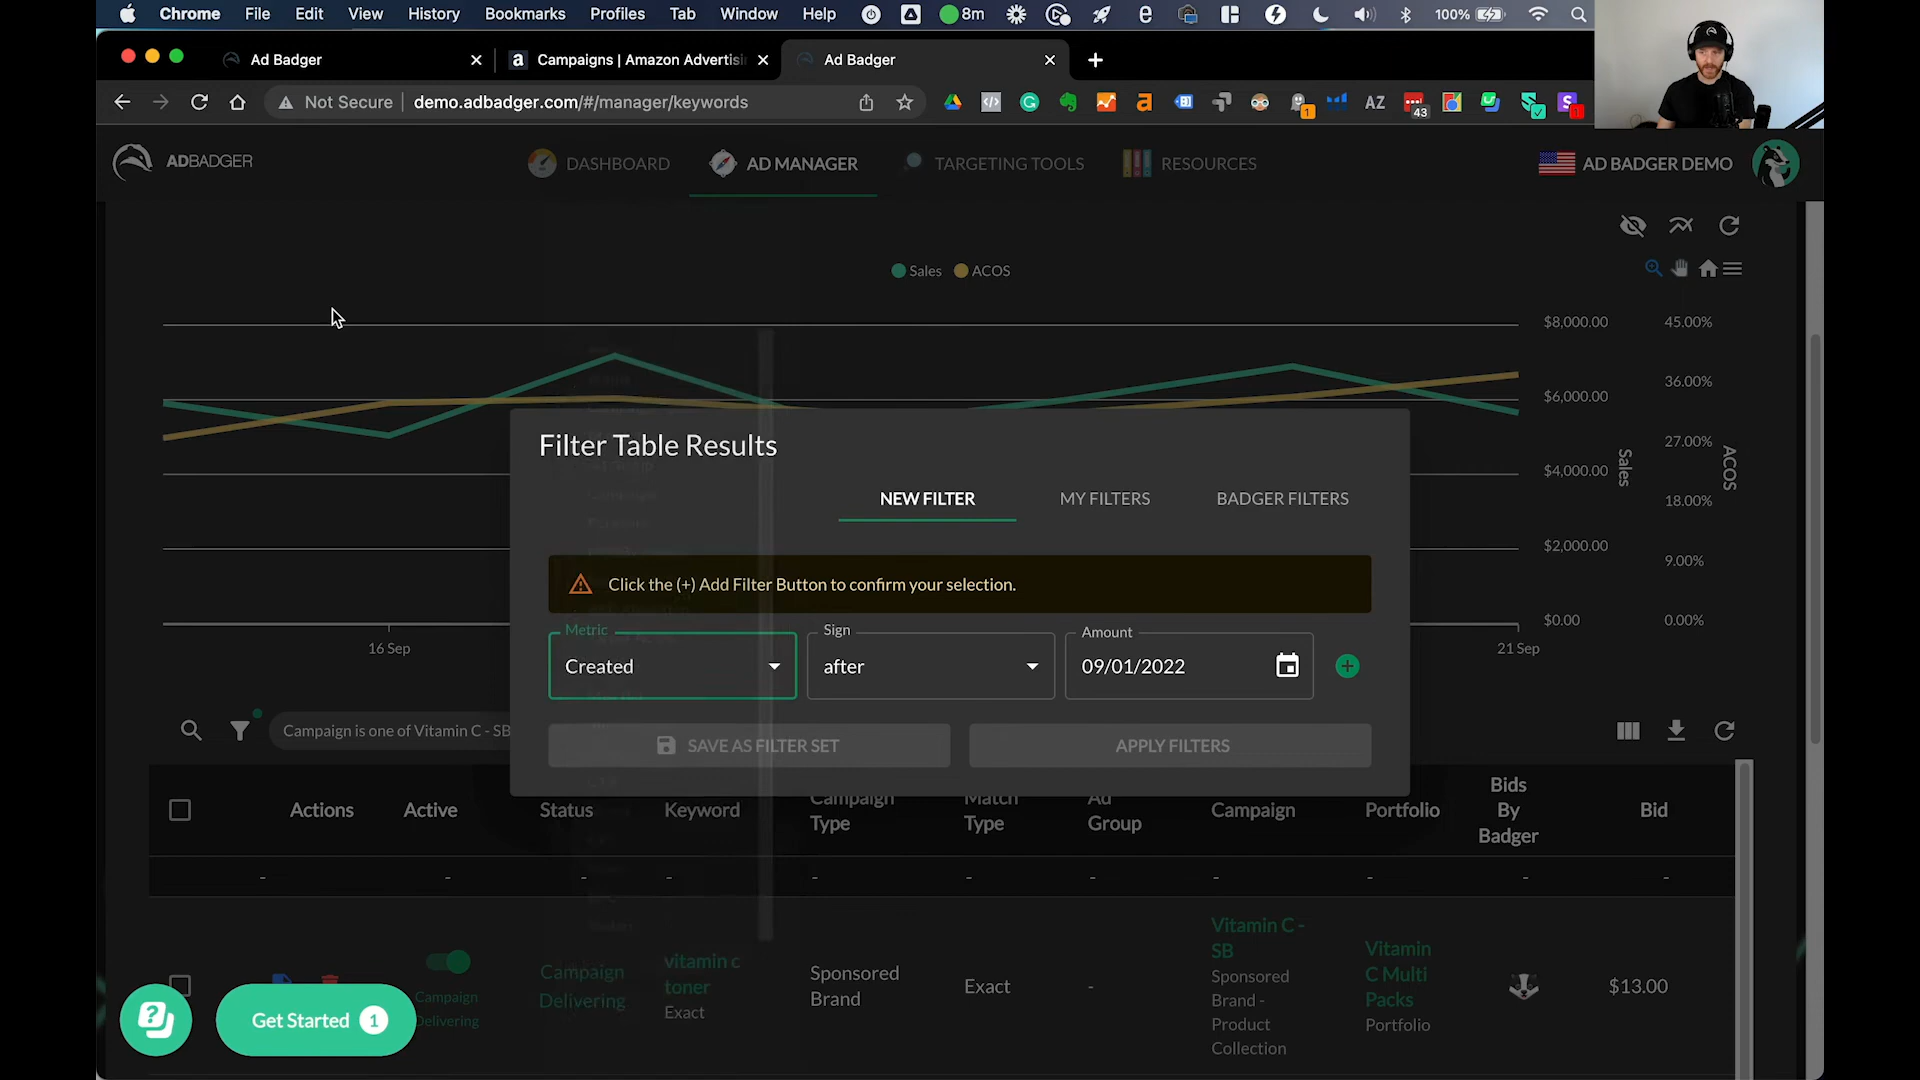 Chrome File Edit View History Bookmarks Profiles Tab Window Help 8m 100%
Ad Badger
Campaigns | Amazon Advertisi
Ad Badger
Not Secure demo.adbadger.com/#/manager/keywords
AZ 43 1 1
ADBADGER
DASHBOARD
AD MANAGER
TARGETING TOOLS
RESOURCES
AD BADGER DEMO
Sales ACOS
$8,000.00 45.00%
36.00%
$6,000.00
27.00%
$4,000.00
18.00%
$2,000.00
9.00%
$0.00 0.00%
Sales
ACOS
16 Sep
21 Sep
Filter Table Results
NEW FILTER
MY FILTERS
BADGER FILTERS
Click the (+) Add Filter Button to confirm your selection.
Metric
Created
Sign
after
Amount
09/01/2022
SAVE AS FILTER SET
APPLY FILTERS
Campaign is one of Vitamin C - SB
Actions
Active
Status
Keyword
Campaign
Type
Match
Type
Ad
Group
Campaign
Portfolio
Bids
By
Badger
Bid
- - - - - - - - - - -
Campaign
Delivering
Campaign
Delivering
vitamin c
toner
Exact
Sponsored
Brand
Exact
-
Vitamin C -
SB
Sponsored
Brand -
Product
Collection
Vitamin
C Multi
Packs
Portfolio
$13.00
Get Started 1